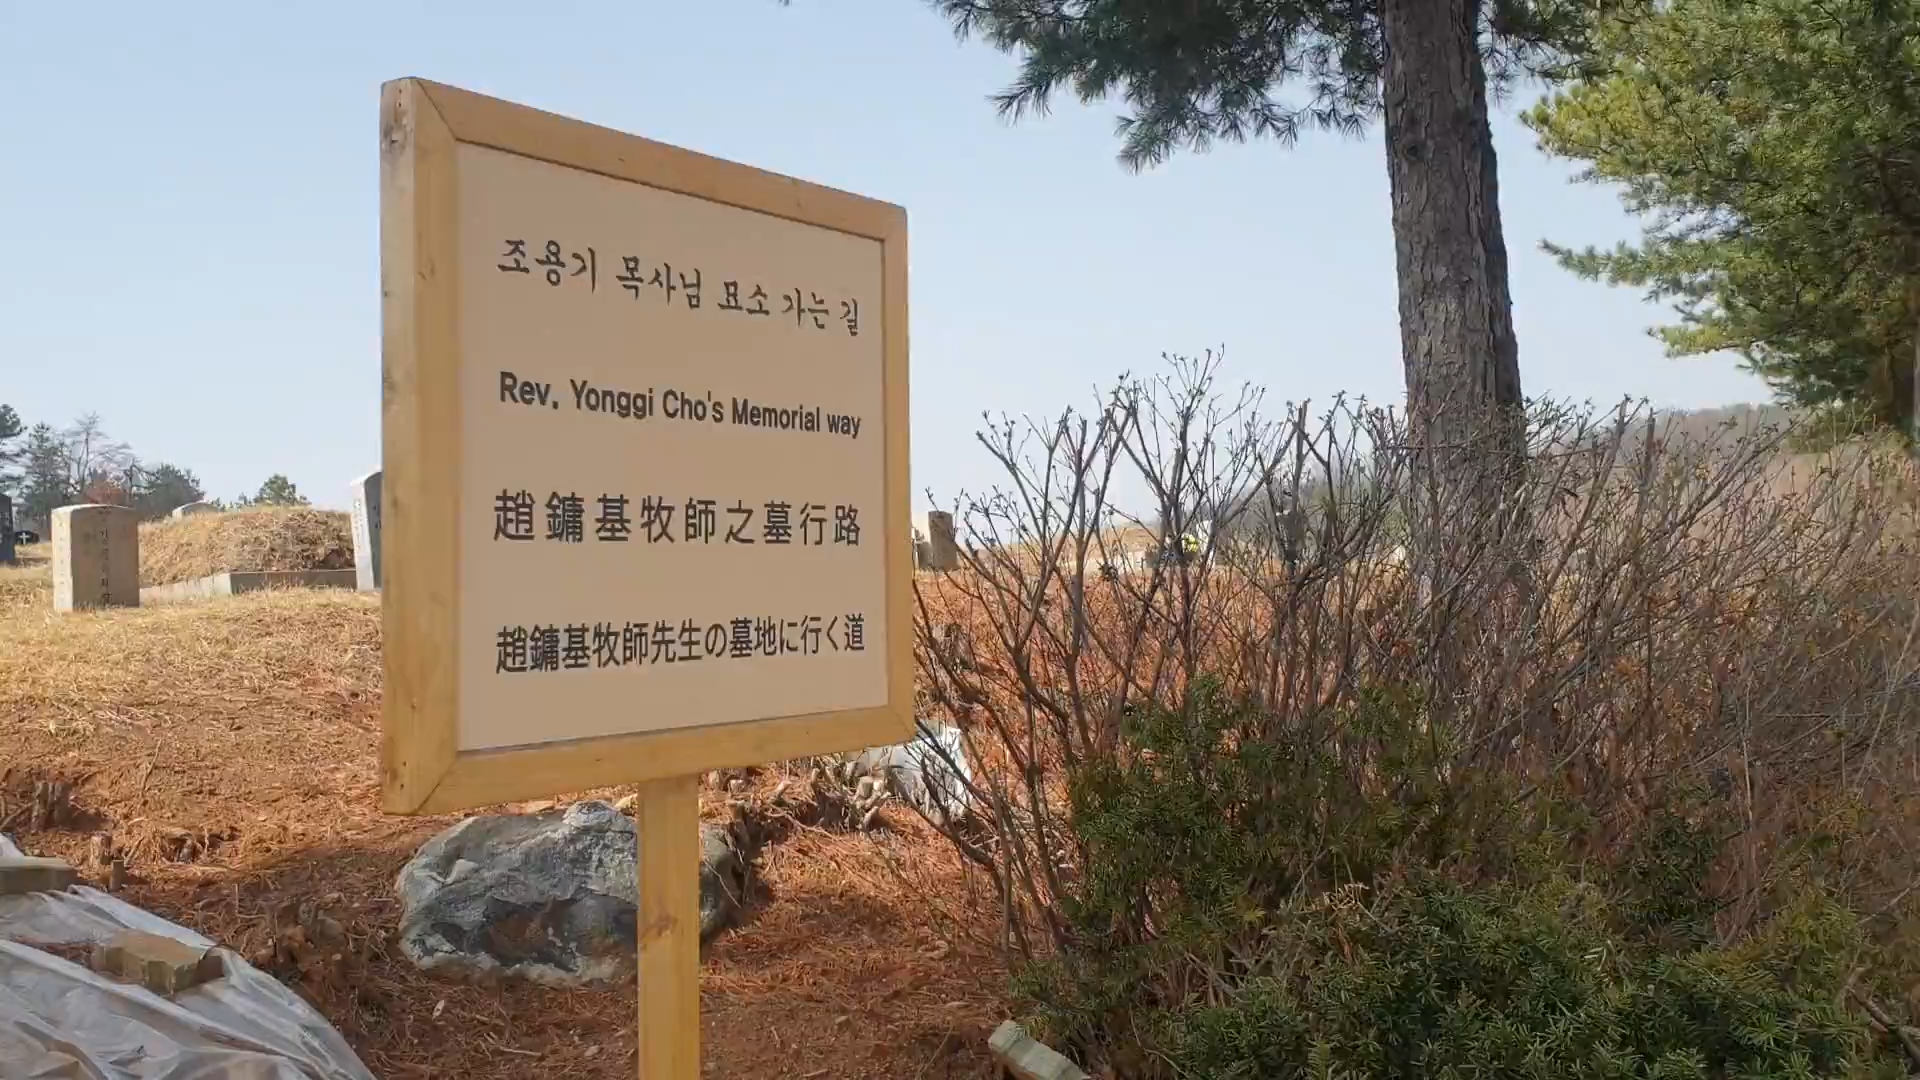 조용기 목사님 묘소 가는 길
Rev. Yonggi Cho's Memorial way
趙鏞基牧師之墓行路
趙鏞基牧師先生の墓地に行く道